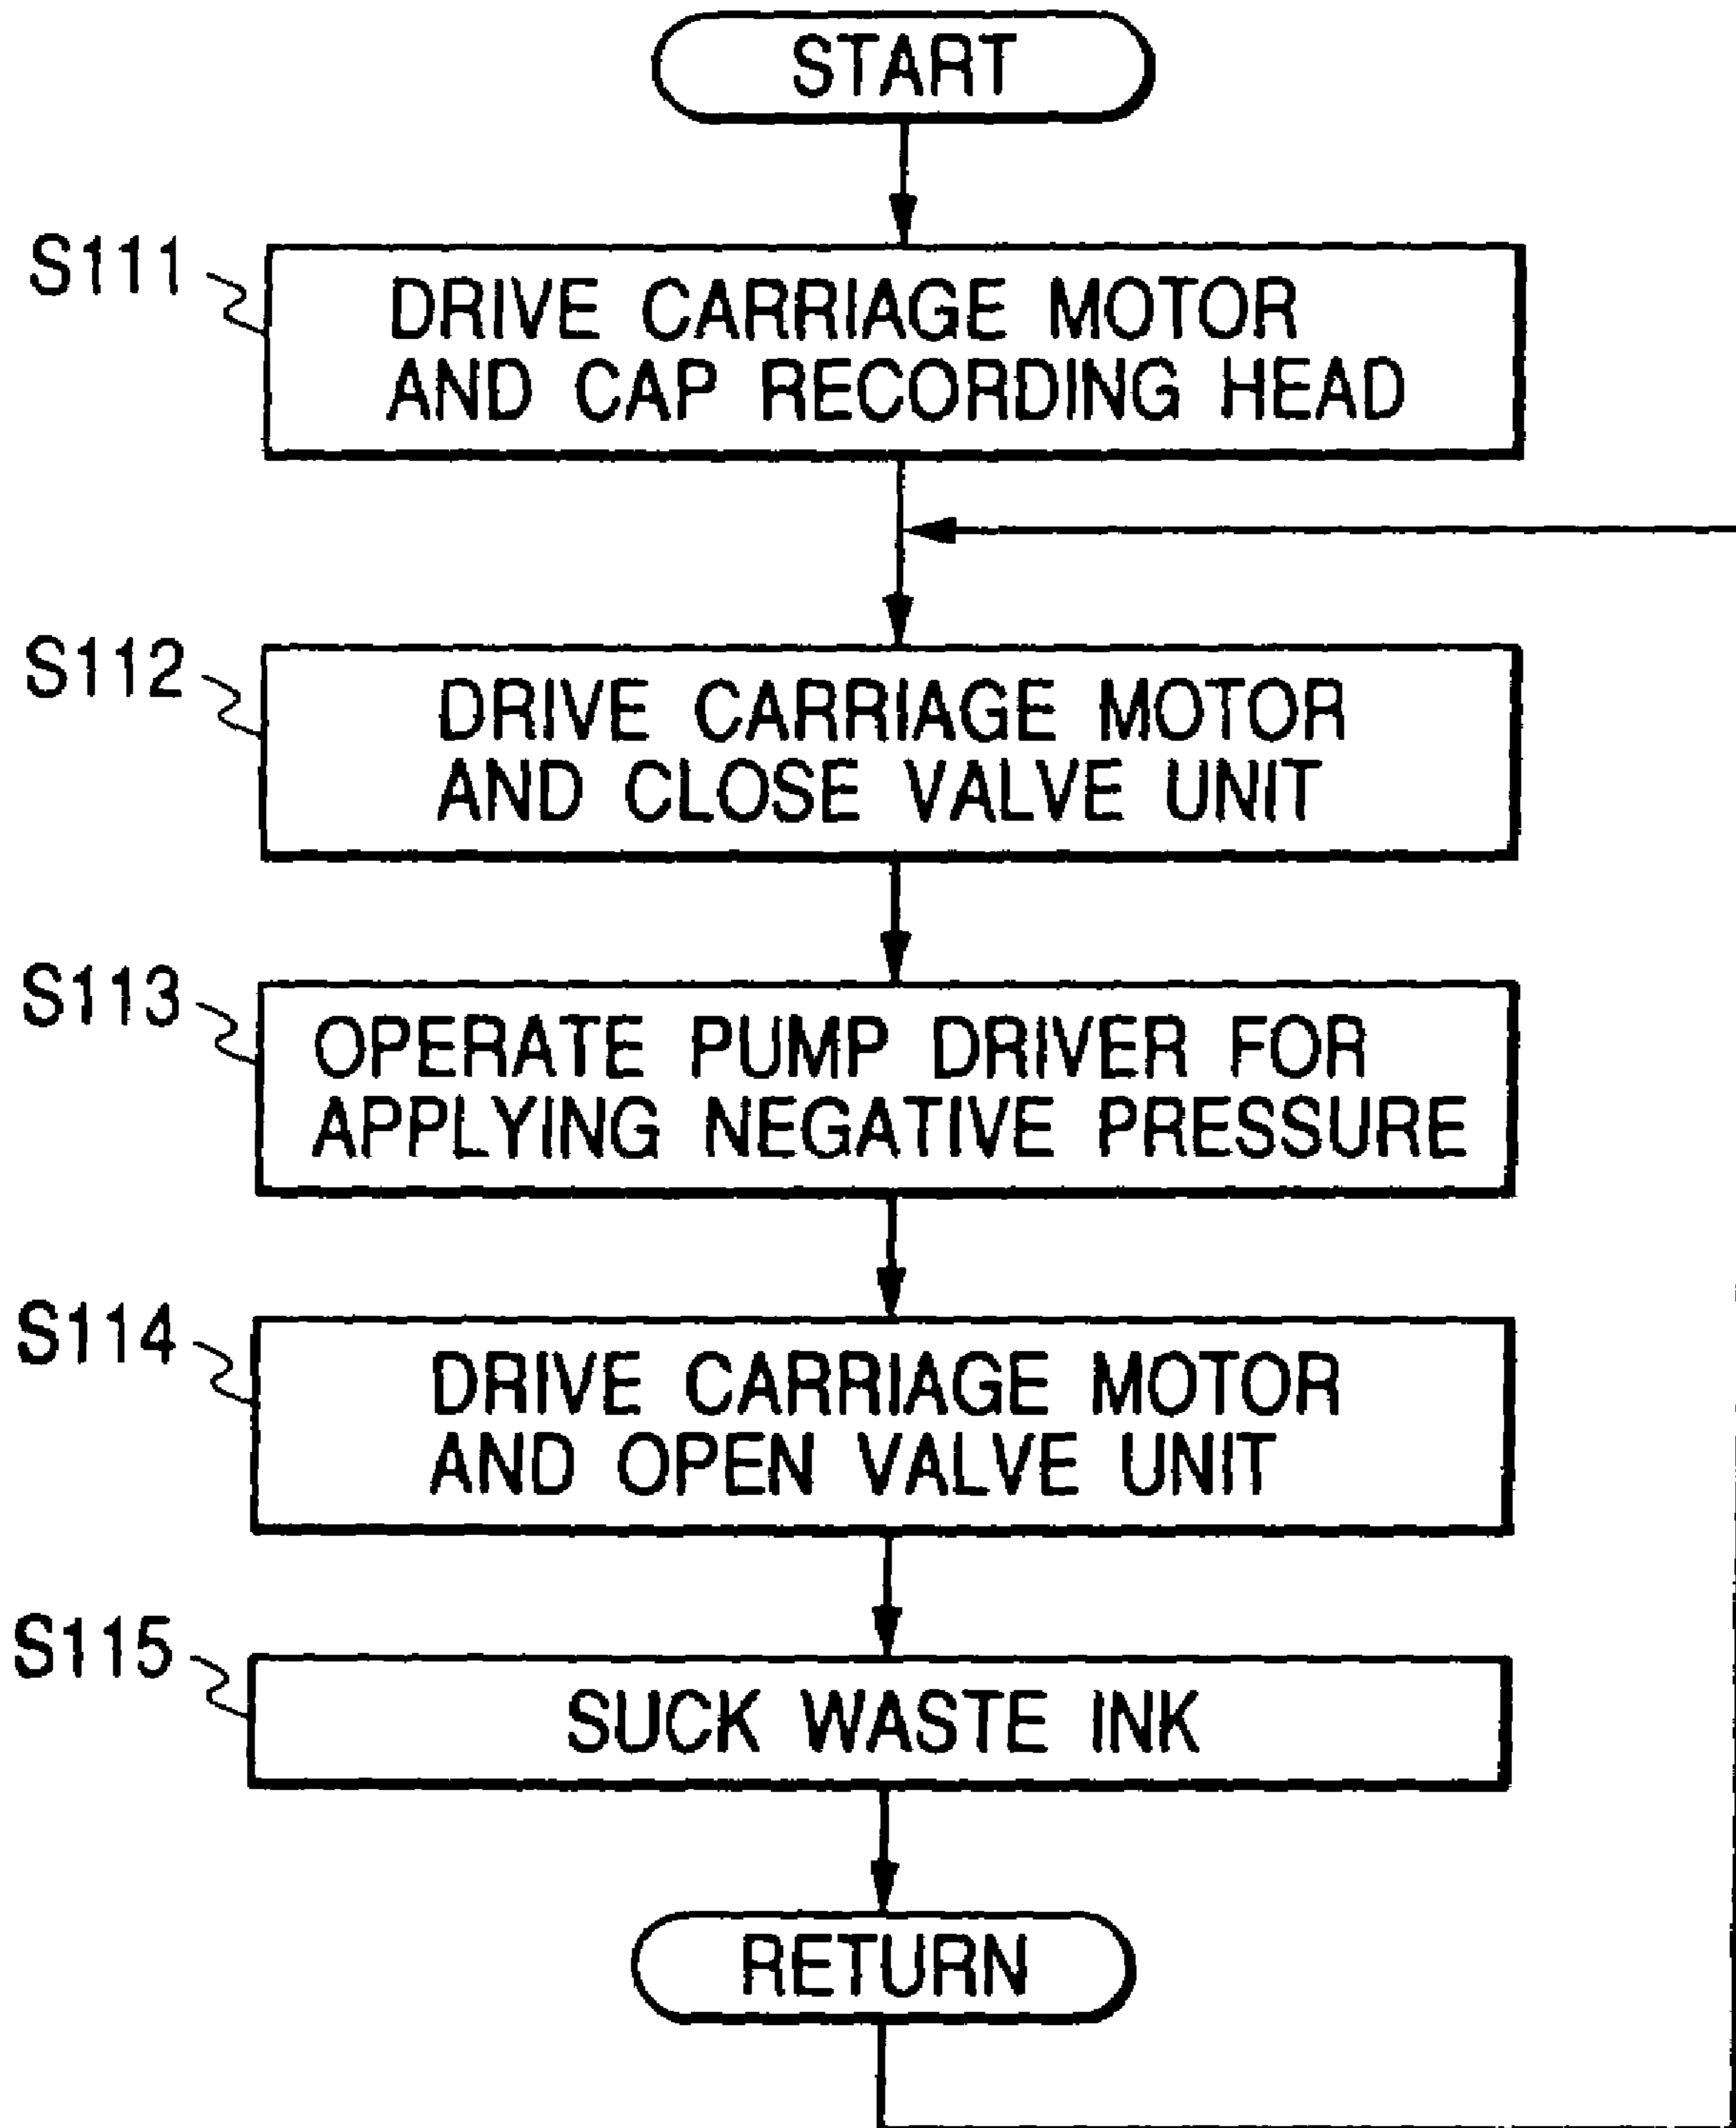 START
S111
DRIVE CARRIAGE MOTOR
AND CAP RECORDING HEAD
S112
DRIVE CARRIAGE MOTOR
AND CLOSE VALVE UNIT
S113
OPERATE PUMP DRIVER FOR
APPLYING NEGATIVE PRESSURE
S114
DRIVE CARRIAGE MOTOR
AND OPEN VALVE UNIT
S115
SUCK WASTE INK
RETURN